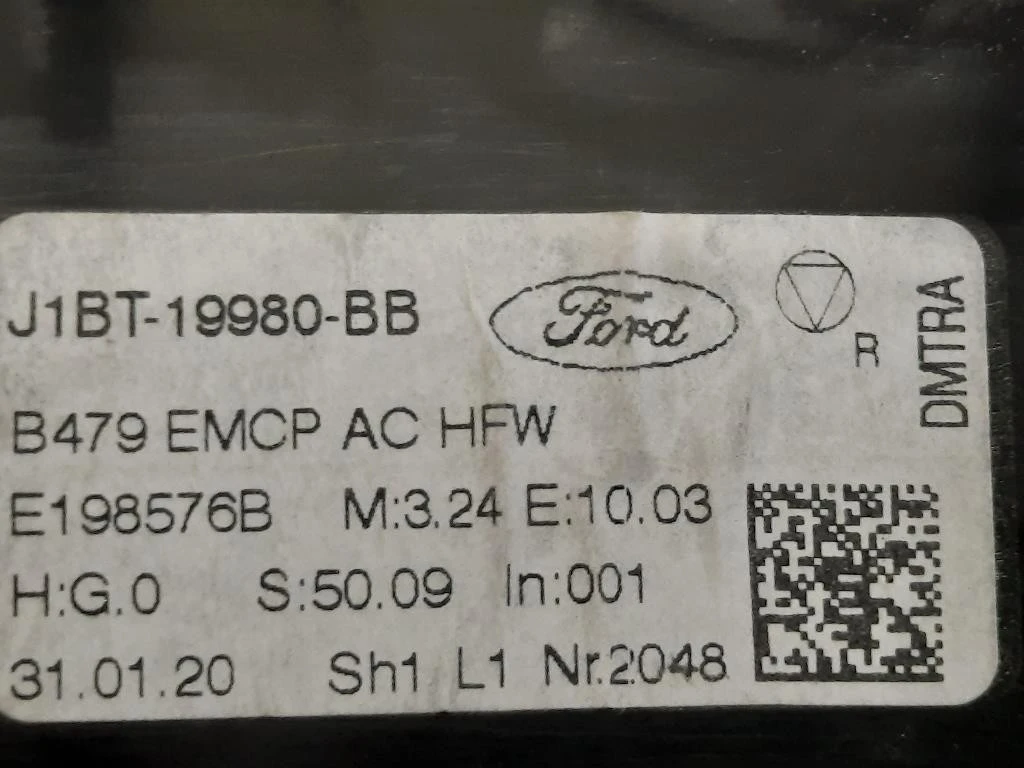 J1BT-19980-BB
Ford
R
DMTRA
B479 EMCP AC HFW
E198576B M:3.24 E:10.03
H:G.0 S:50.09 In:001
31.01.20 Sh1 L1 Nr.2048